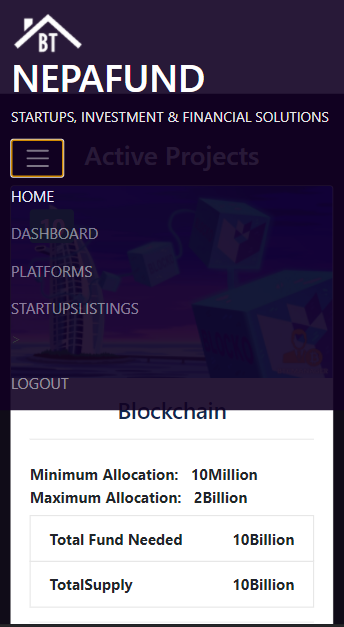 BT
NEPAFUND
STARTUPS, INVESTMENT & FINANCIAL SOLUTIONS
Active Projects
HOME
DASHBOARD
PLATFORMS
STARTUPSLISTINGS
>
LOGOUT
Blockchain
Minimum Allocation: 10Million
Maximum Allocation: 2Billion
Total Fund Needed 10Billion
TotalSupply 10Billion